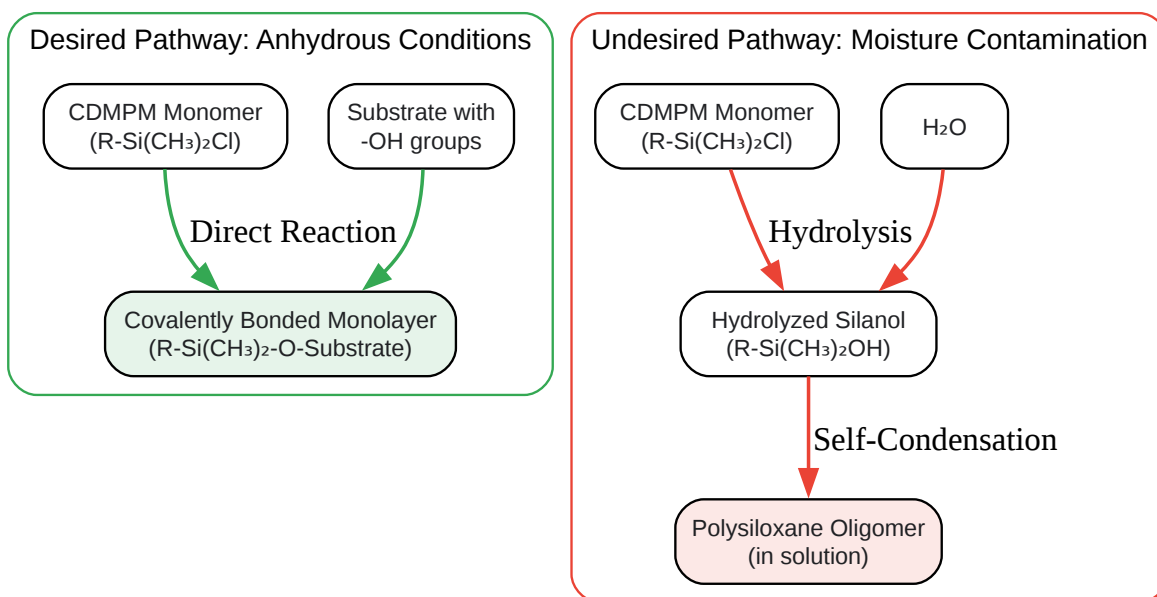 Desired Pathway: Anhydrous Conditions
CDMPM Monomer
(R-Si(CH₃)₂Cl)
Substrate with
-OH groups
Direct Reaction
Covalently Bonded Monolayer
(R-Si(CH₃)₂-O-Substrate)
Undesired Pathway: Moisture Contamination
CDMPM Monomer
(R-Si(CH₃)₂Cl)
H₂O
Hydrolysis
Hydrolyzed Silanol
(R-Si(CH₃)₂OH)
Self-Condensation
Polysiloxane Oligomer
(in solution)